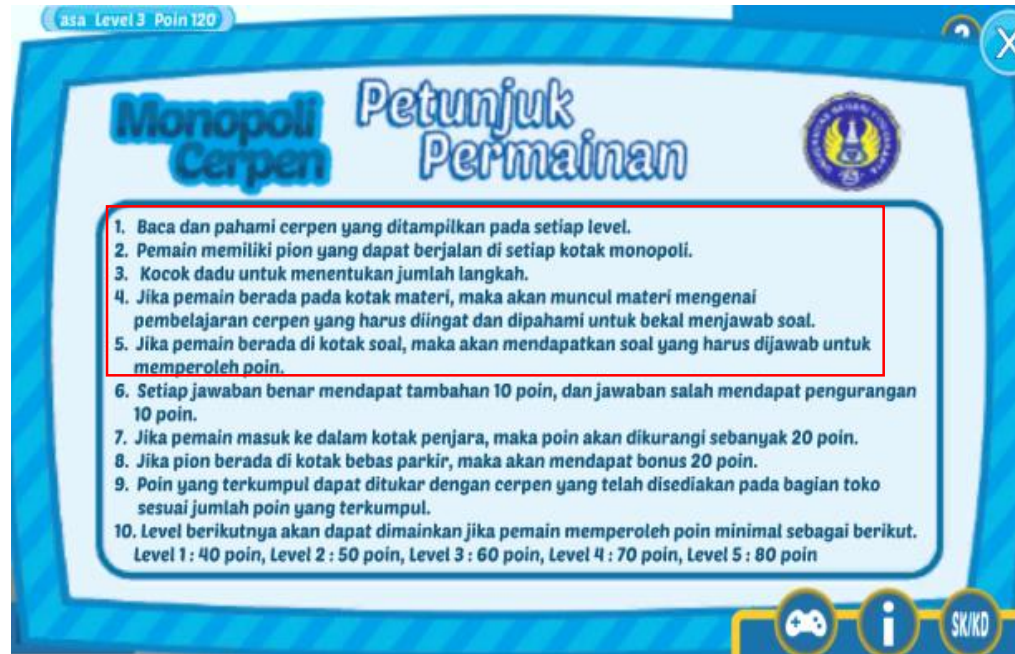 asa Level 3 Poin 120
?
X
Monopoli
Cerpen
Petunjuk
Permainan
1. Baca dan pahami cerpen yang ditampilkan pada setiap level.
2. Pemain memiliki pion yang dapat berjalan di setiap kotak monopoli.
3. Kocok dadu untuk menentukan jumlah langkah.
4. Jika pemain berada pada kotak materi, maka akan muncul materi mengenai
pembelajaran cerpen yang harus diingat dan dipahami untuk bekal menjawab soal.
5. Jika pemain berada di kotak soal, maka akan mendapatkan soal yang harus dijawab untuk
memperoleh poin.
6. Setiap jawaban benar mendapat tambahan 10 poin, dan jawaban salah mendapat pengurangan
10 poin.
7. Jika pemain masuk ke dalam kotak penjara, maka poin akan dikurangi sebanyak 20 poin.
8. Jika pion berada di kotak bebas parkir, maka akan mendapat bonus 20 poin.
9. Poin yang terkumpul dapat ditukar dengan cerpen yang telah disediakan pada bagian toko
sesuai jumlah poin yang terkumpul.
10. Level berikutnya akan dapat dimainkan jika pemain memperoleh poin minimal sebagai berikut.
Level 1 : 40 poin, Level 2 : 50 poin, Level 3 : 60 poin, Level 4 : 70 poin, Level 5 : 80 poin
i
SK/KD